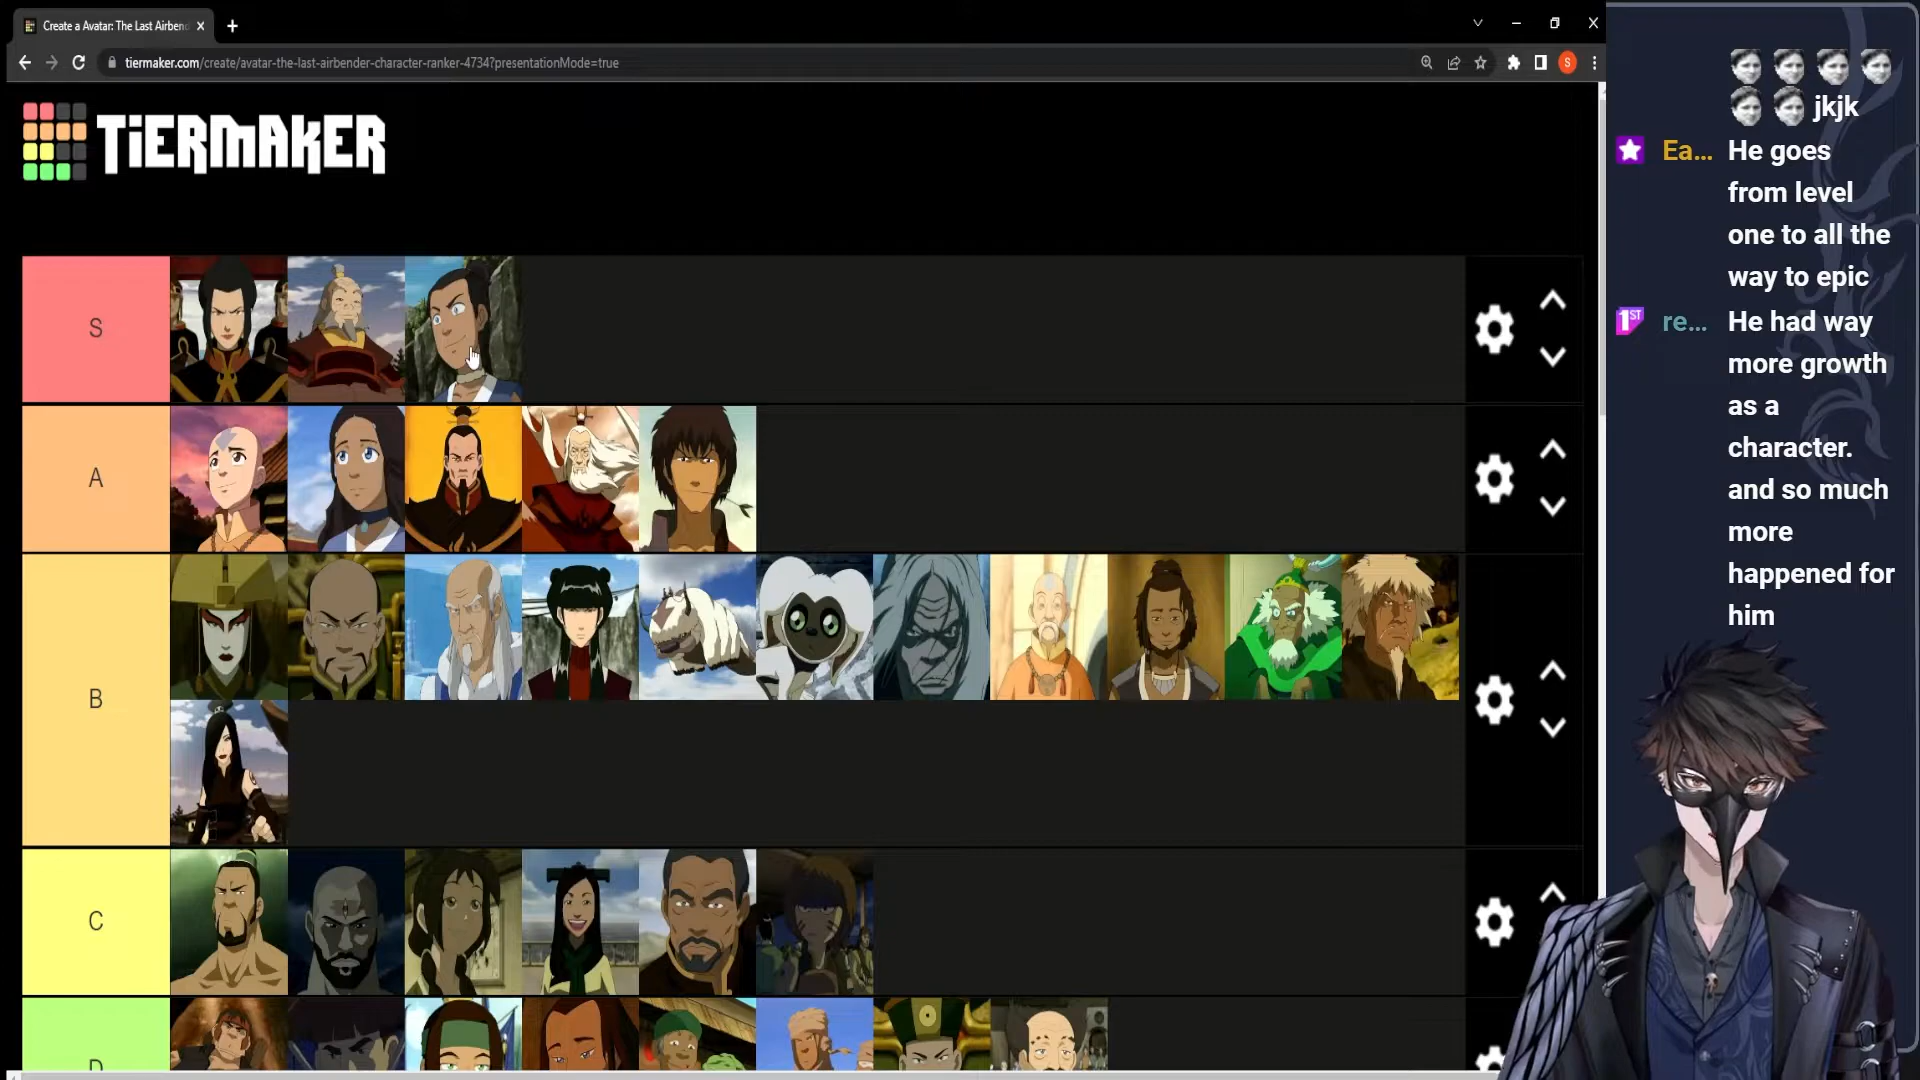 Create a Avatar: The Last Airbend
tiermaker.com/create/avatar-the-last-airbender-character-ranker-4734?presentationMode=true
S
TiERMAKER
S
A
B
C
D
jkjk
Ea... He goes
from level
one to all the
way to epic
1ST re... He had way
more growth
as a
character.
and so much
more
happened for
him